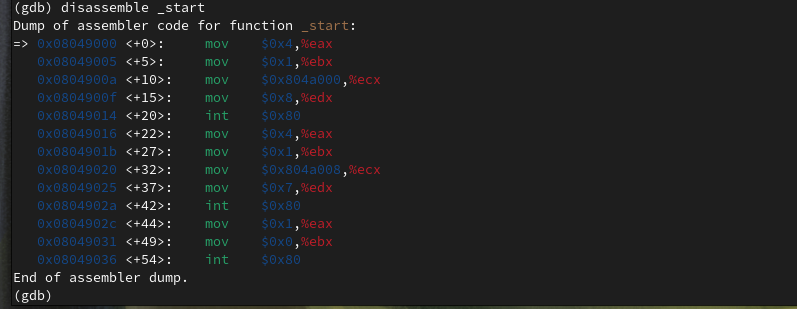 (gdb) disassemble _start
Dump of assembler code for function _start:
=> 0x08049000 <+0>:     mov    $0x4,%eax
   0x08049005 <+5>:     mov    $0x1,%ebx
   0x0804900a <+10>:    mov    $0x804a000,%ecx
   0x0804900f <+15>:    mov    $0x8,%edx
   0x08049014 <+20>:    int    $0x80
   0x08049016 <+22>:    mov    $0x4,%eax
   0x0804901b <+27>:    mov    $0x1,%ebx
   0x08049020 <+32>:    mov    $0x804a008,%ecx
   0x08049025 <+37>:    mov    $0x7,%edx
   0x0804902a <+42>:    int    $0x80
   0x0804902c <+44>:    mov    $0x1,%eax
   0x08049031 <+49>:    mov    $0x0,%ebx
   0x08049036 <+54>:    int    $0x80
End of assembler dump.
(gdb)